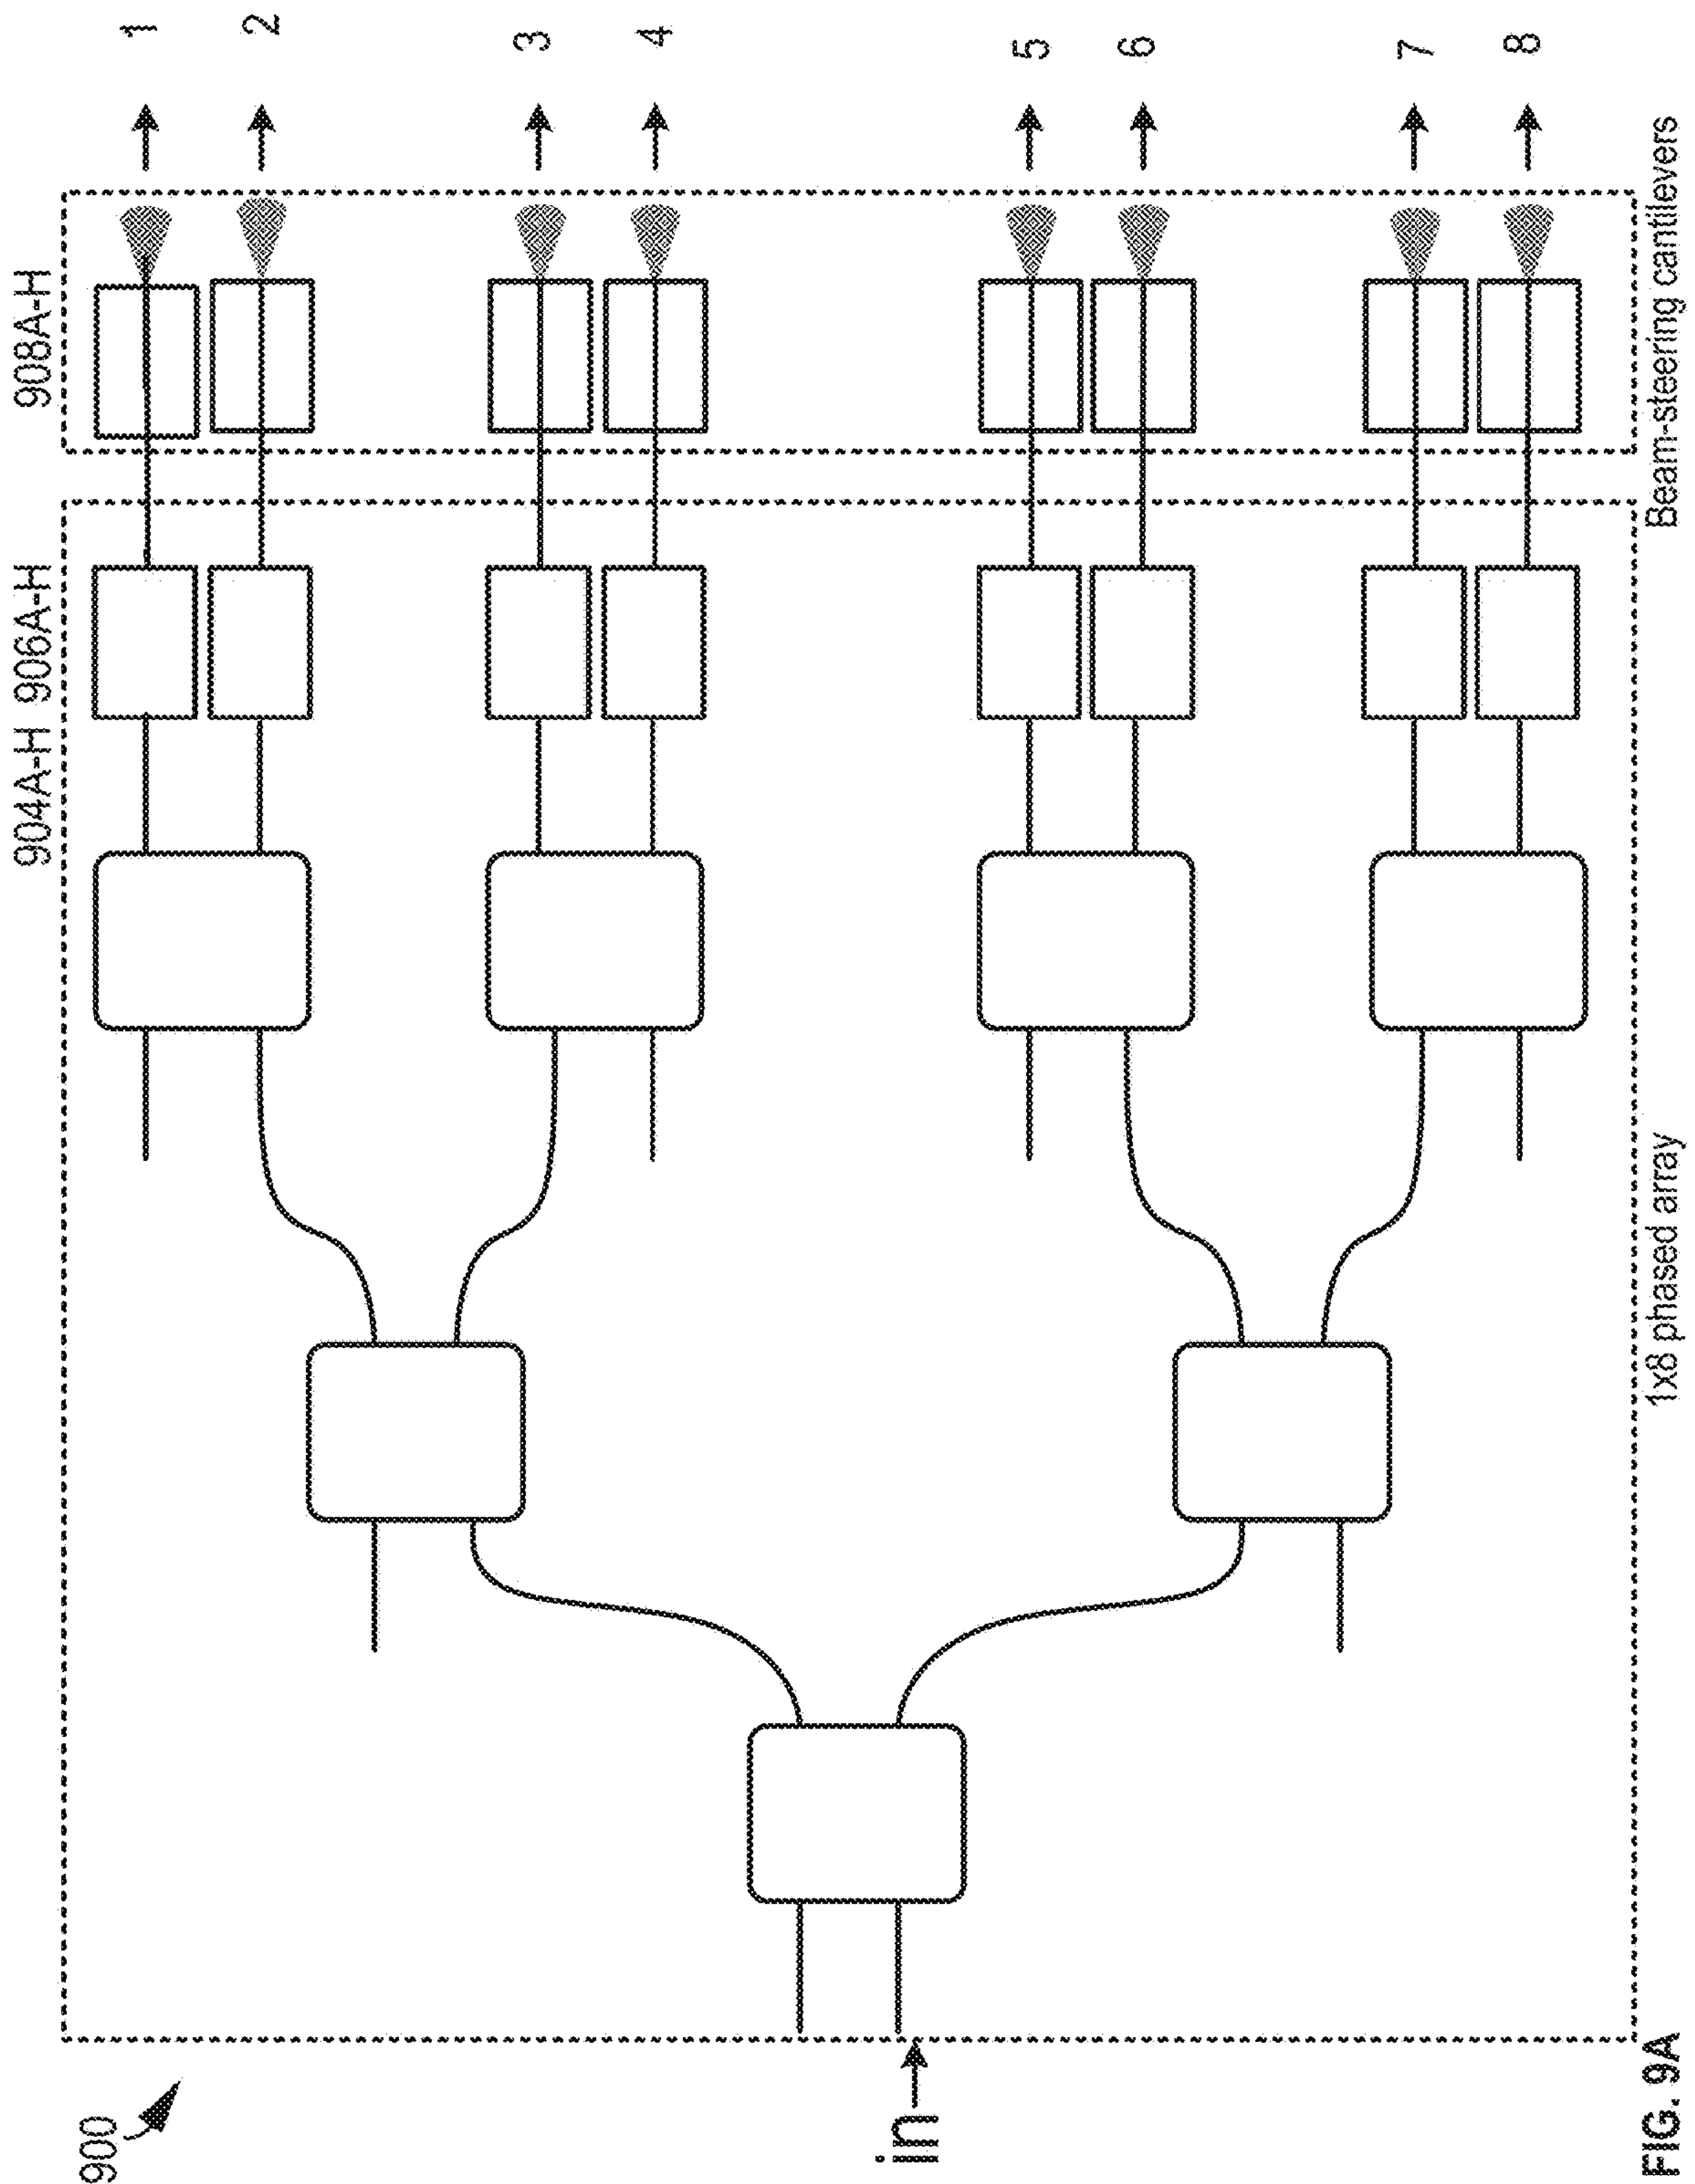 900
904A-H 906A-H
908A-H
in
1
2
3
4
5
6
7
8
1x8 phased array
Beam-steering cantilevers
FIG. 9A